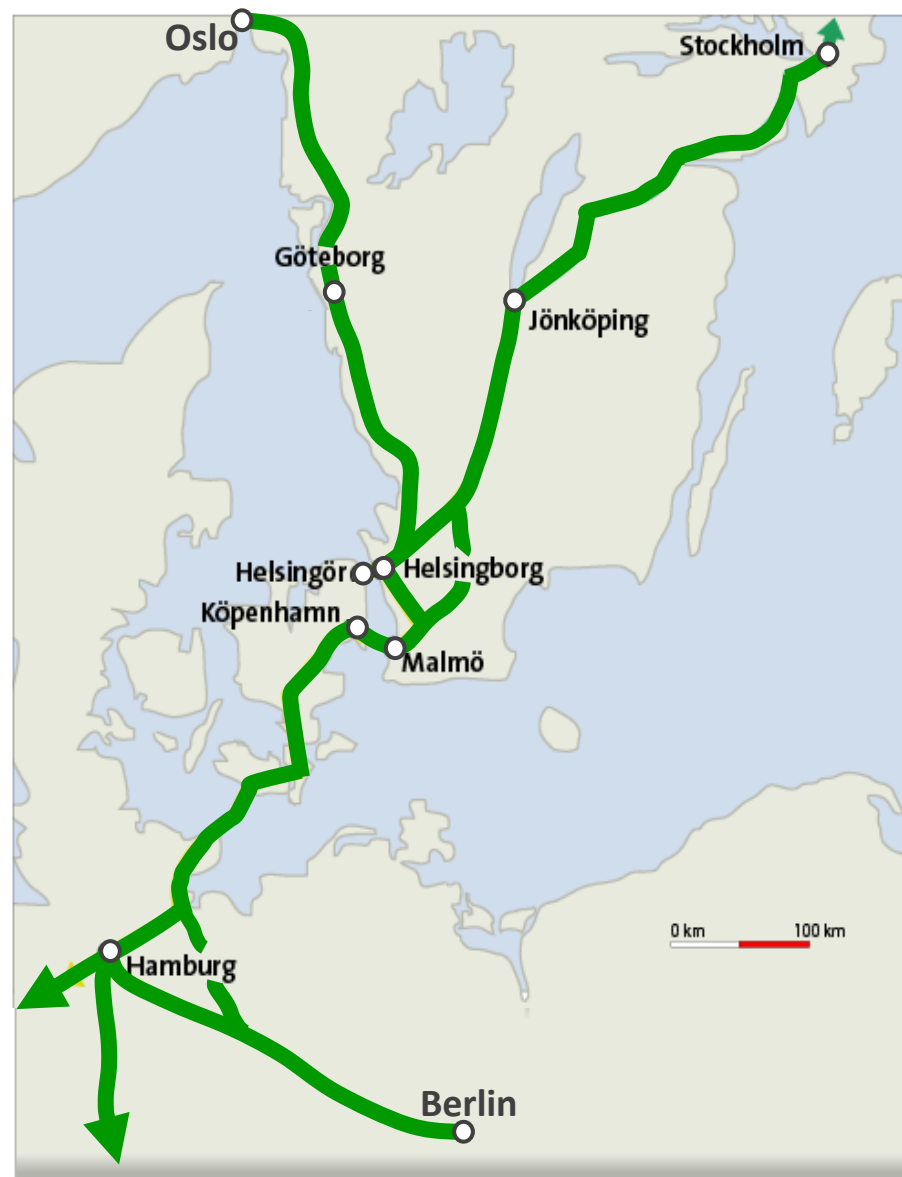 Oslo
Stockholm
Göteborg
Jönköping
Helsingör
Helsingborg
Köpenhamn
Malmö
0 km 100 km
Hamburg
Berlin